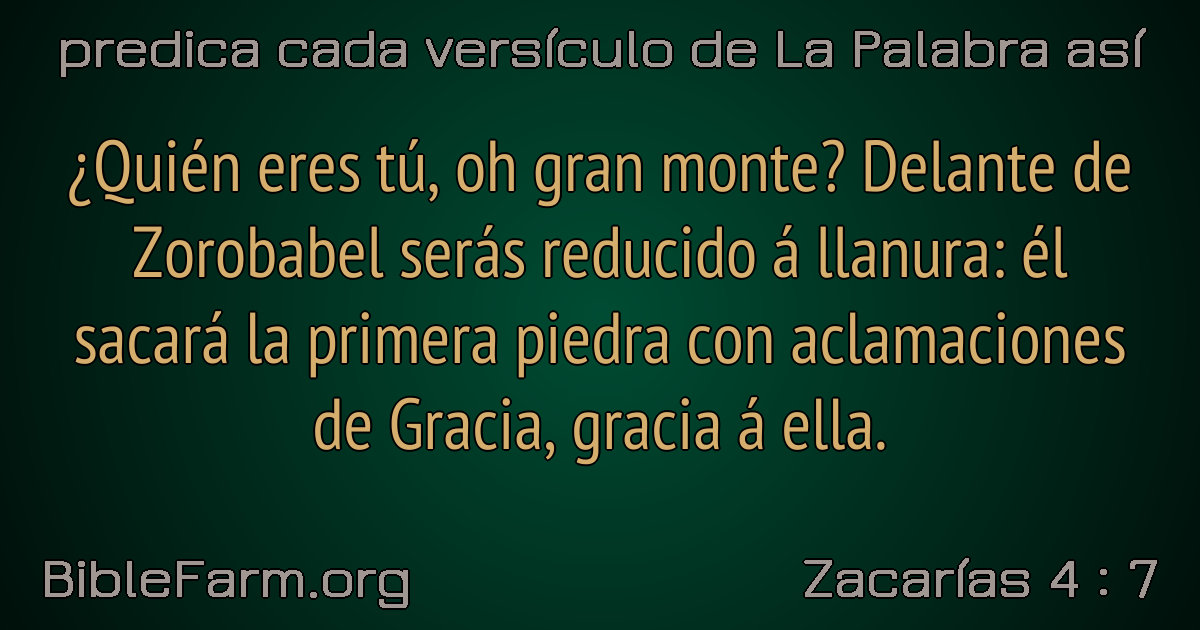 predica cada versículo de La Palabra así
¿Quién eres tú, oh gran monte? Delante de
Zorobabel serás reducido á llanura: él
sacará la primera piedra con aclamaciones
de Gracia, gracia á ella.
BibleFarm.org
Zacarías 4 : 7